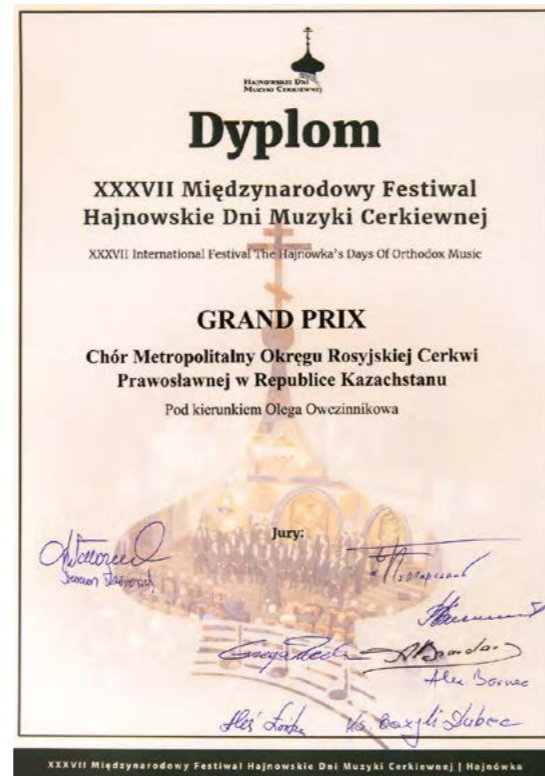 Hajnowskie Dni
Muzyki Cerkiewnej
Dyplom
XXXVII Międzynarodowy Festiwal
Hajnowskie Dni Muzyki Cerkiewnej
XXXVII International Festival The Hajnowka's Days Of Orthodox Music
GRAND PRIX
Chór Metropolitalny Okręgu Rosyjskiej Cerkwi
Prawosławnej w Republice Kazachstanu
Pod kierunkiem Olega Owczinnikowa
Jury:
XXXVII Międzynarodowy Festiwal Hajnowskie Dni Muzyki Cerkiewnej | Hajnówka